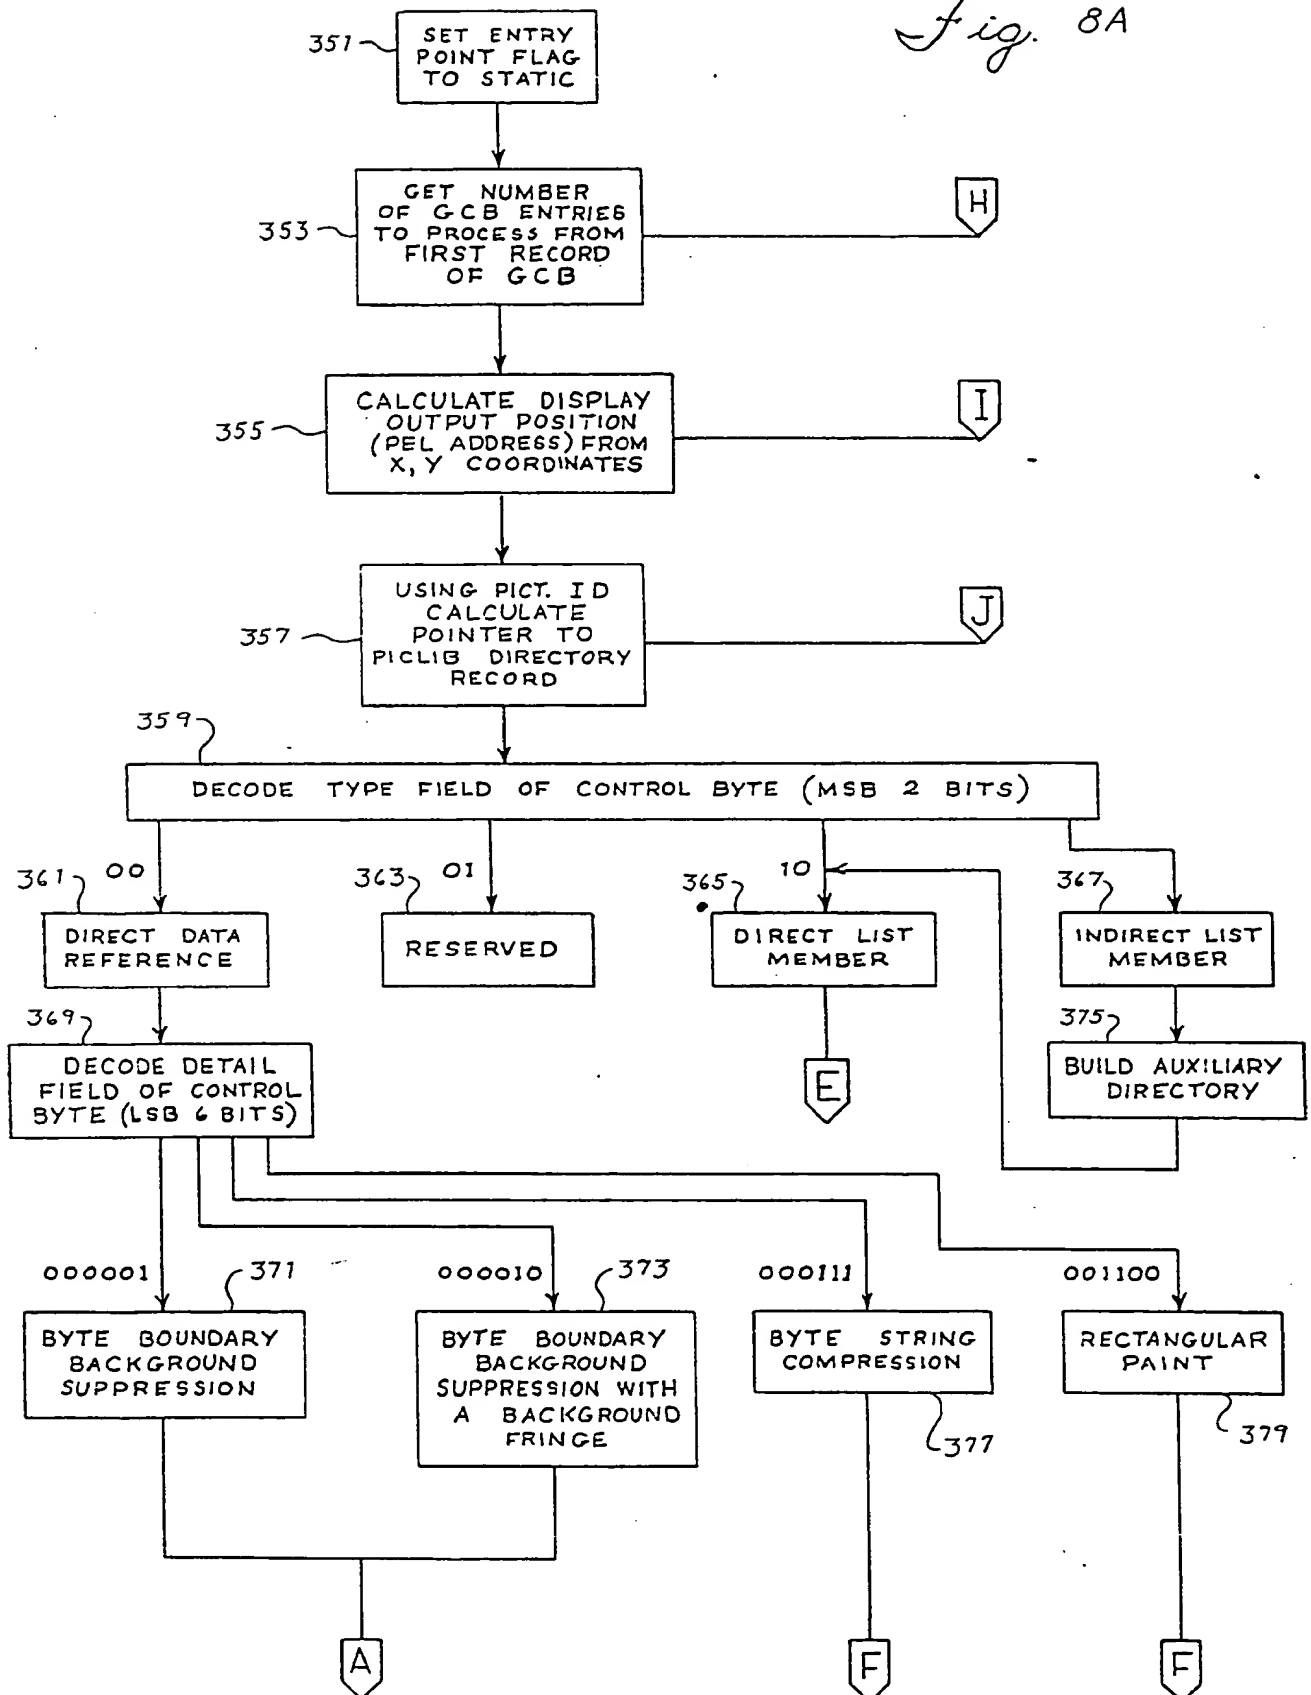 Fig. 8A
351
SET ENTRY
POINT FLAG
TO STATIC
353
GET NUMBER
OF GCB ENTRIES
TO PROCESS FROM
FIRST RECORD
OF GCB
H
355
CALCULATE DISPLAY
OUTPUT POSITION
(PEL ADDRESS) FROM
X, Y COORDINATES
I
357
USING PICT. ID
CALCULATE
POINTER TO
PICLIB DIRECTORY
RECORD
J
359
DECODE TYPE FIELD OF CONTROL BYTE (MSB 2 BITS)
361
00
DIRECT DATA
REFERENCE
363
01
RESERVED
365
10
DIRECT LIST
MEMBER
367
INDIRECT LIST
MEMBER
369
DECODE DETAIL
FIELD OF CONTROL
BYTE (LSB 6 BITS)
E
375
BUILD AUXILIARY
DIRECTORY
000001
371
BYTE BOUNDARY
BACKGROUND
SUPPRESSION
000010
373
BYTE BOUNDARY
BACKGROUND
SUPPRESSION WITH
A BACKGROUND
FRINGE
000111
BYTE STRING
COMPRESSION
377
001100
RECTANGULAR
PAINT
379
A
F
F